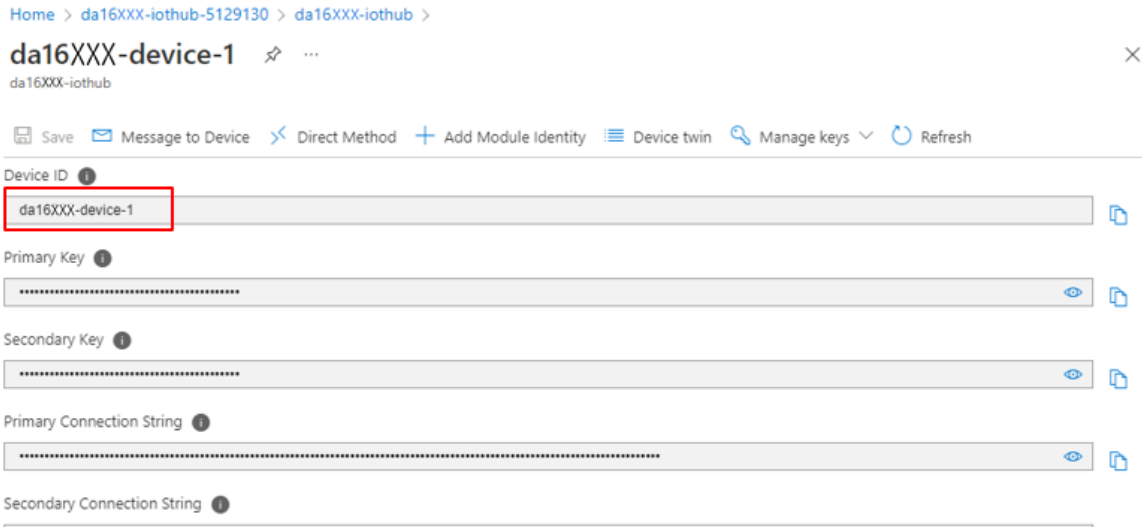 Home > da16XXX-iothub-5129130 > da16XXX-iothub >
da16XXX-device-1 ...
da16XXX-iothub
Save Message to Device Direct Method Add Module Identity Device twin Manage keys Refresh
Device ID
da16XXX-device-1
Primary Key
Secondary Key
Primary Connection String
Secondary Connection String